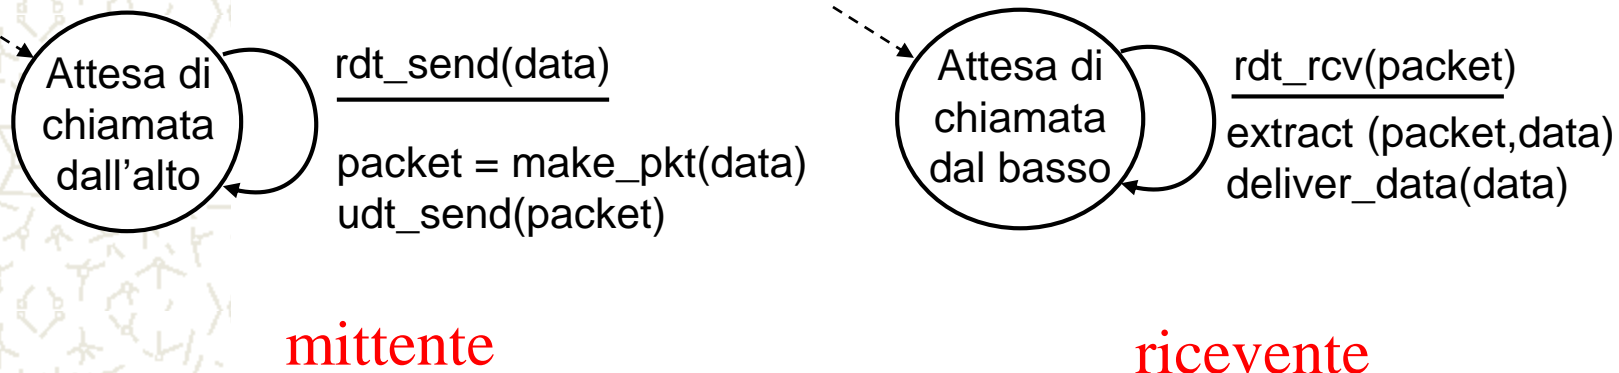 Attesa di
chiamata
dall’alto
rdt_send(data)
packet = make_pkt(data)
udt_send(packet)
mittente
Attesa di
chiamata
dal basso
rdt_rcv(packet)
extract (packet,data)
deliver_data(data)
ricevente